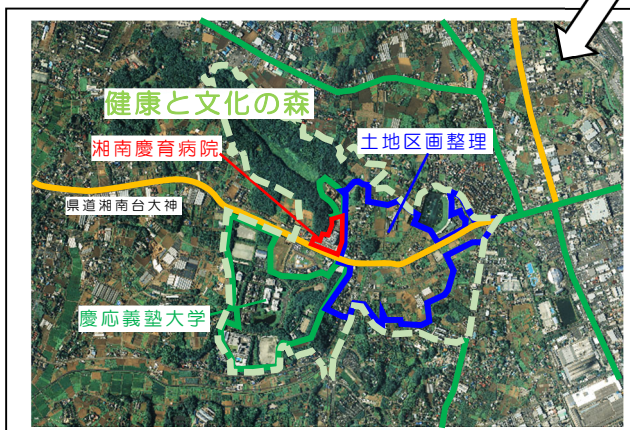 健康と文化の森
湘南慶育病院
土地区画整理
県道湘南台大神
慶応義塾大学